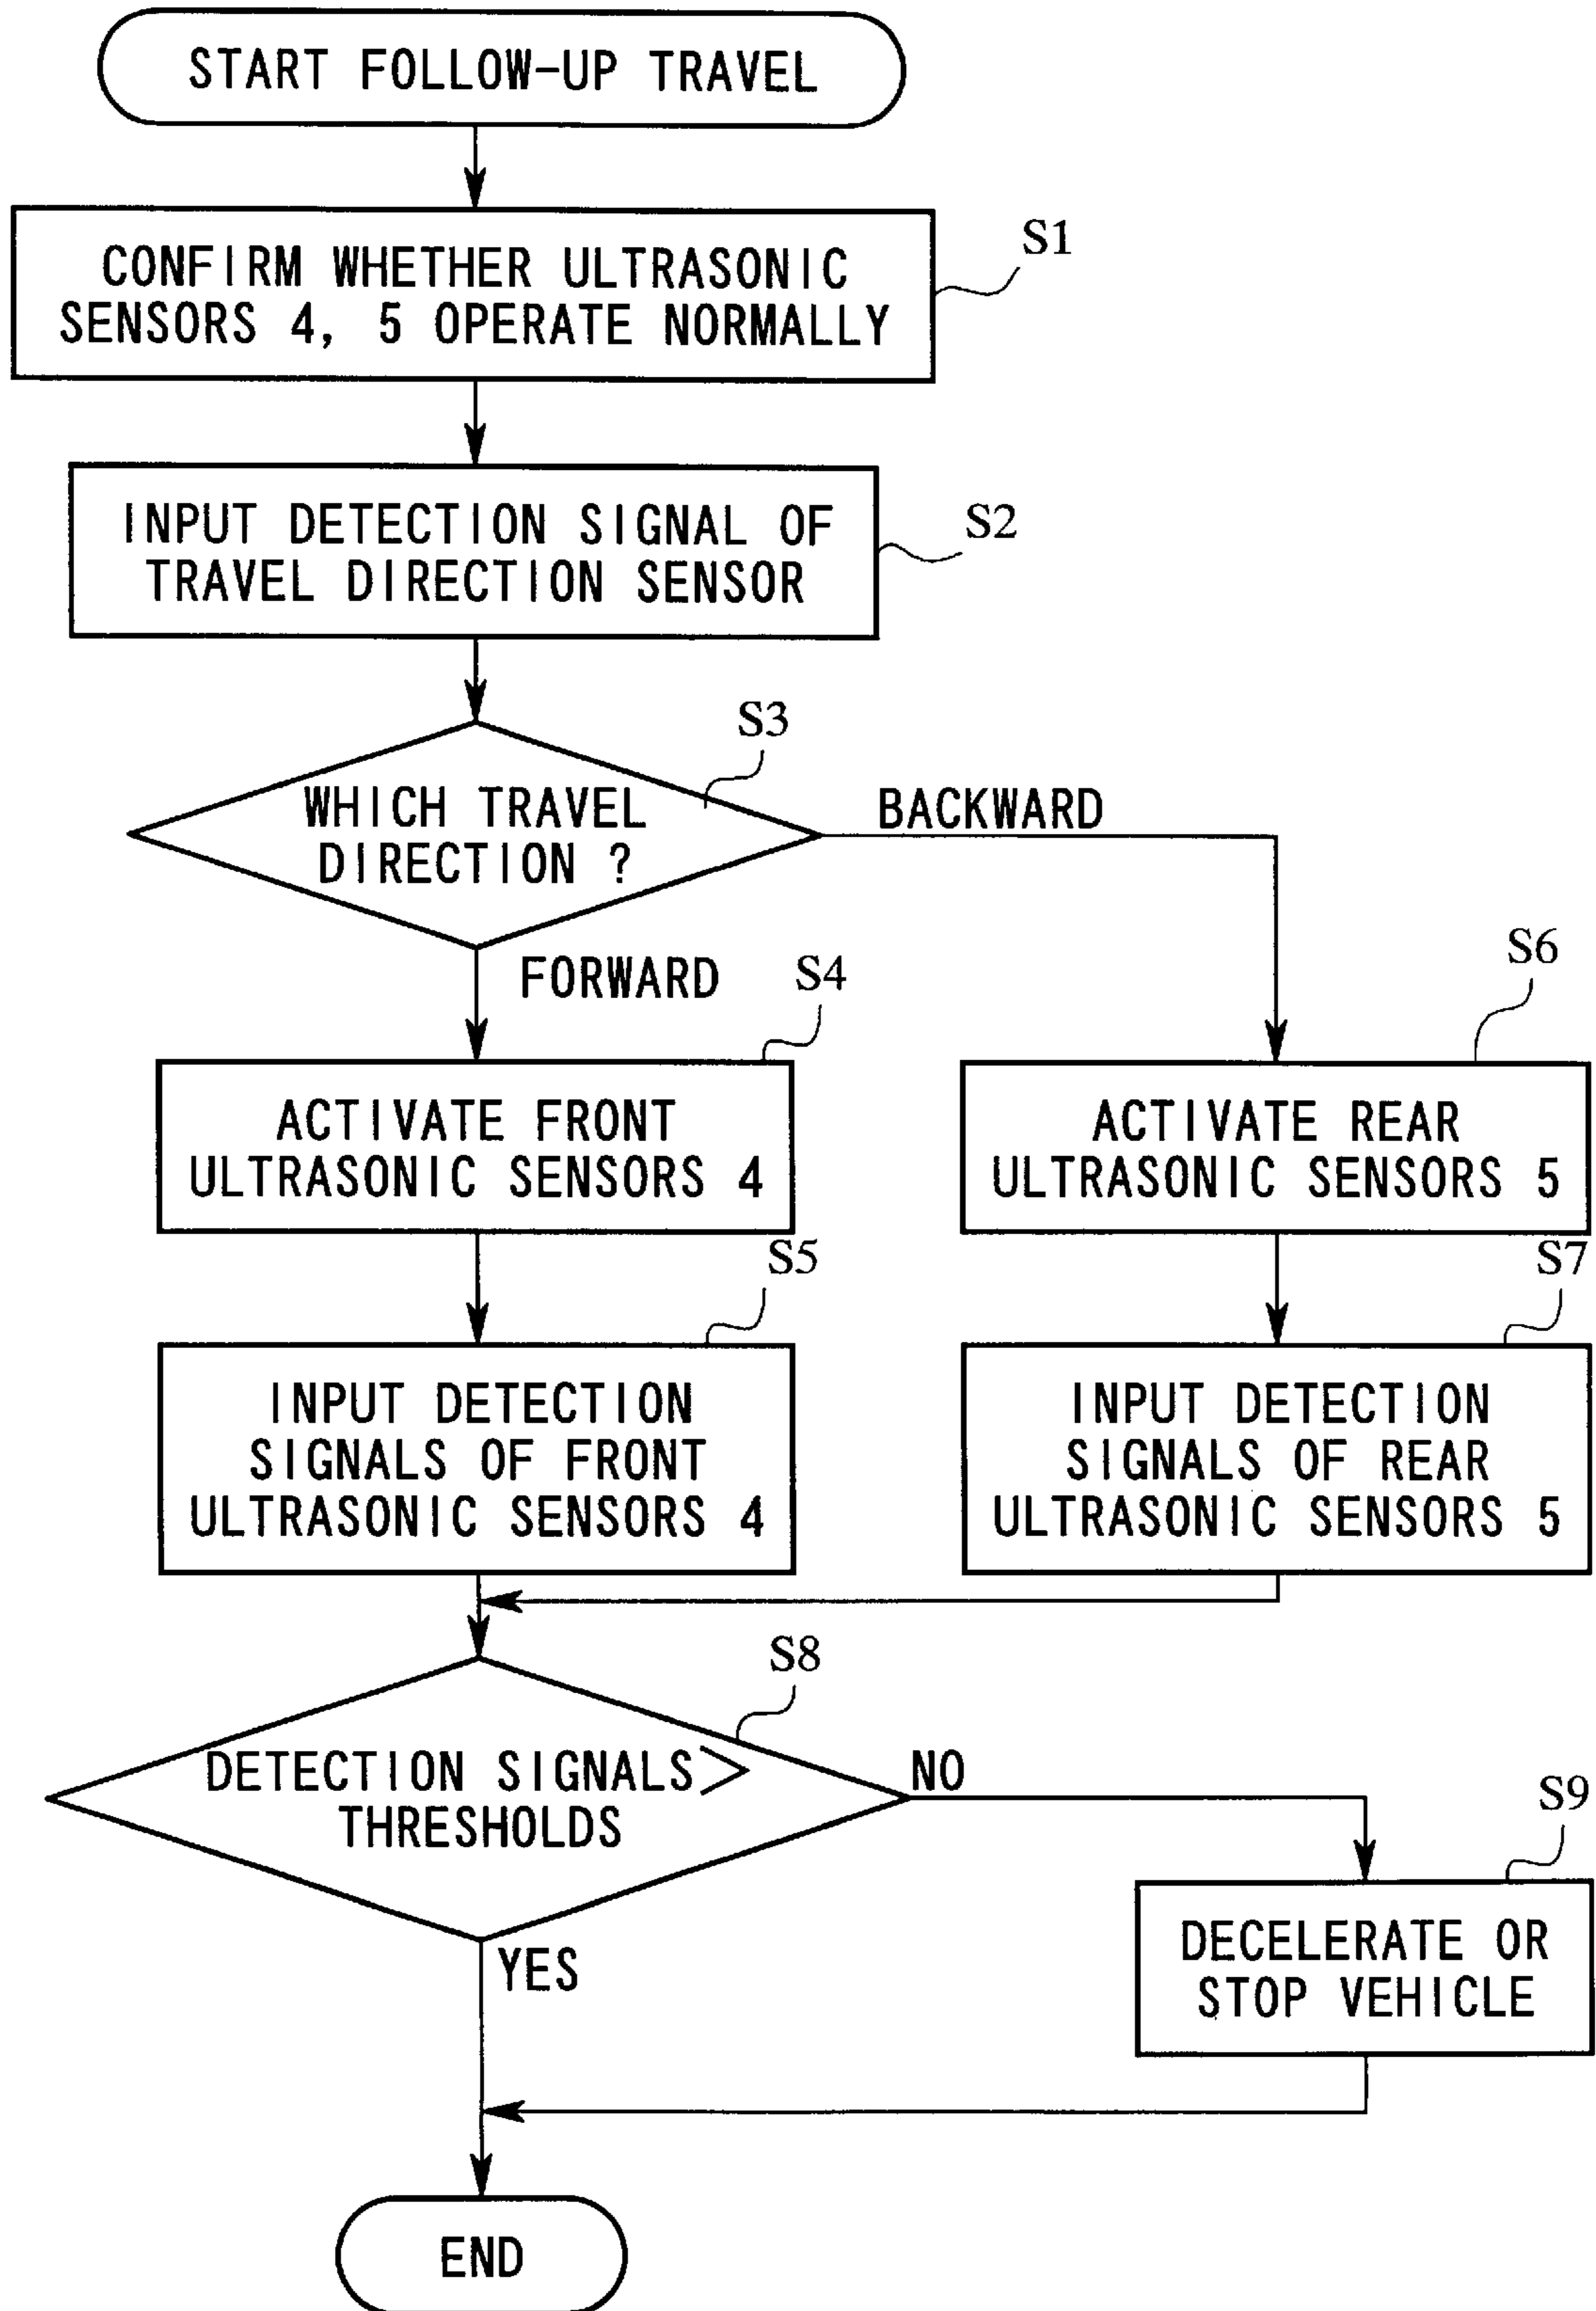 START FOLLOW-UP TRAVEL
S1
CONFIRM WHETHER ULTRASONIC
SENSORS 4, 5 OPERATE NORMALLY
S2
INPUT DETECTION SIGNAL OF
TRAVEL DIRECTION SENSOR
S3
WHICH TRAVEL
DIRECTION ?
BACKWARD
FORWARD
S4
ACTIVATE FRONT
ULTRASONIC SENSORS 4
S6
ACTIVATE REAR
ULTRASONIC SENSORS 5
S5
INPUT DETECTION
SIGNALS OF FRONT
ULTRASONIC SENSORS 4
S7
INPUT DETECTION
SIGNALS OF REAR
ULTRASONIC SENSORS 5
S8
DETECTION SIGNALS>
THRESHOLDS
NO
YES
S9
DECELERATE OR
STOP VEHICLE
END